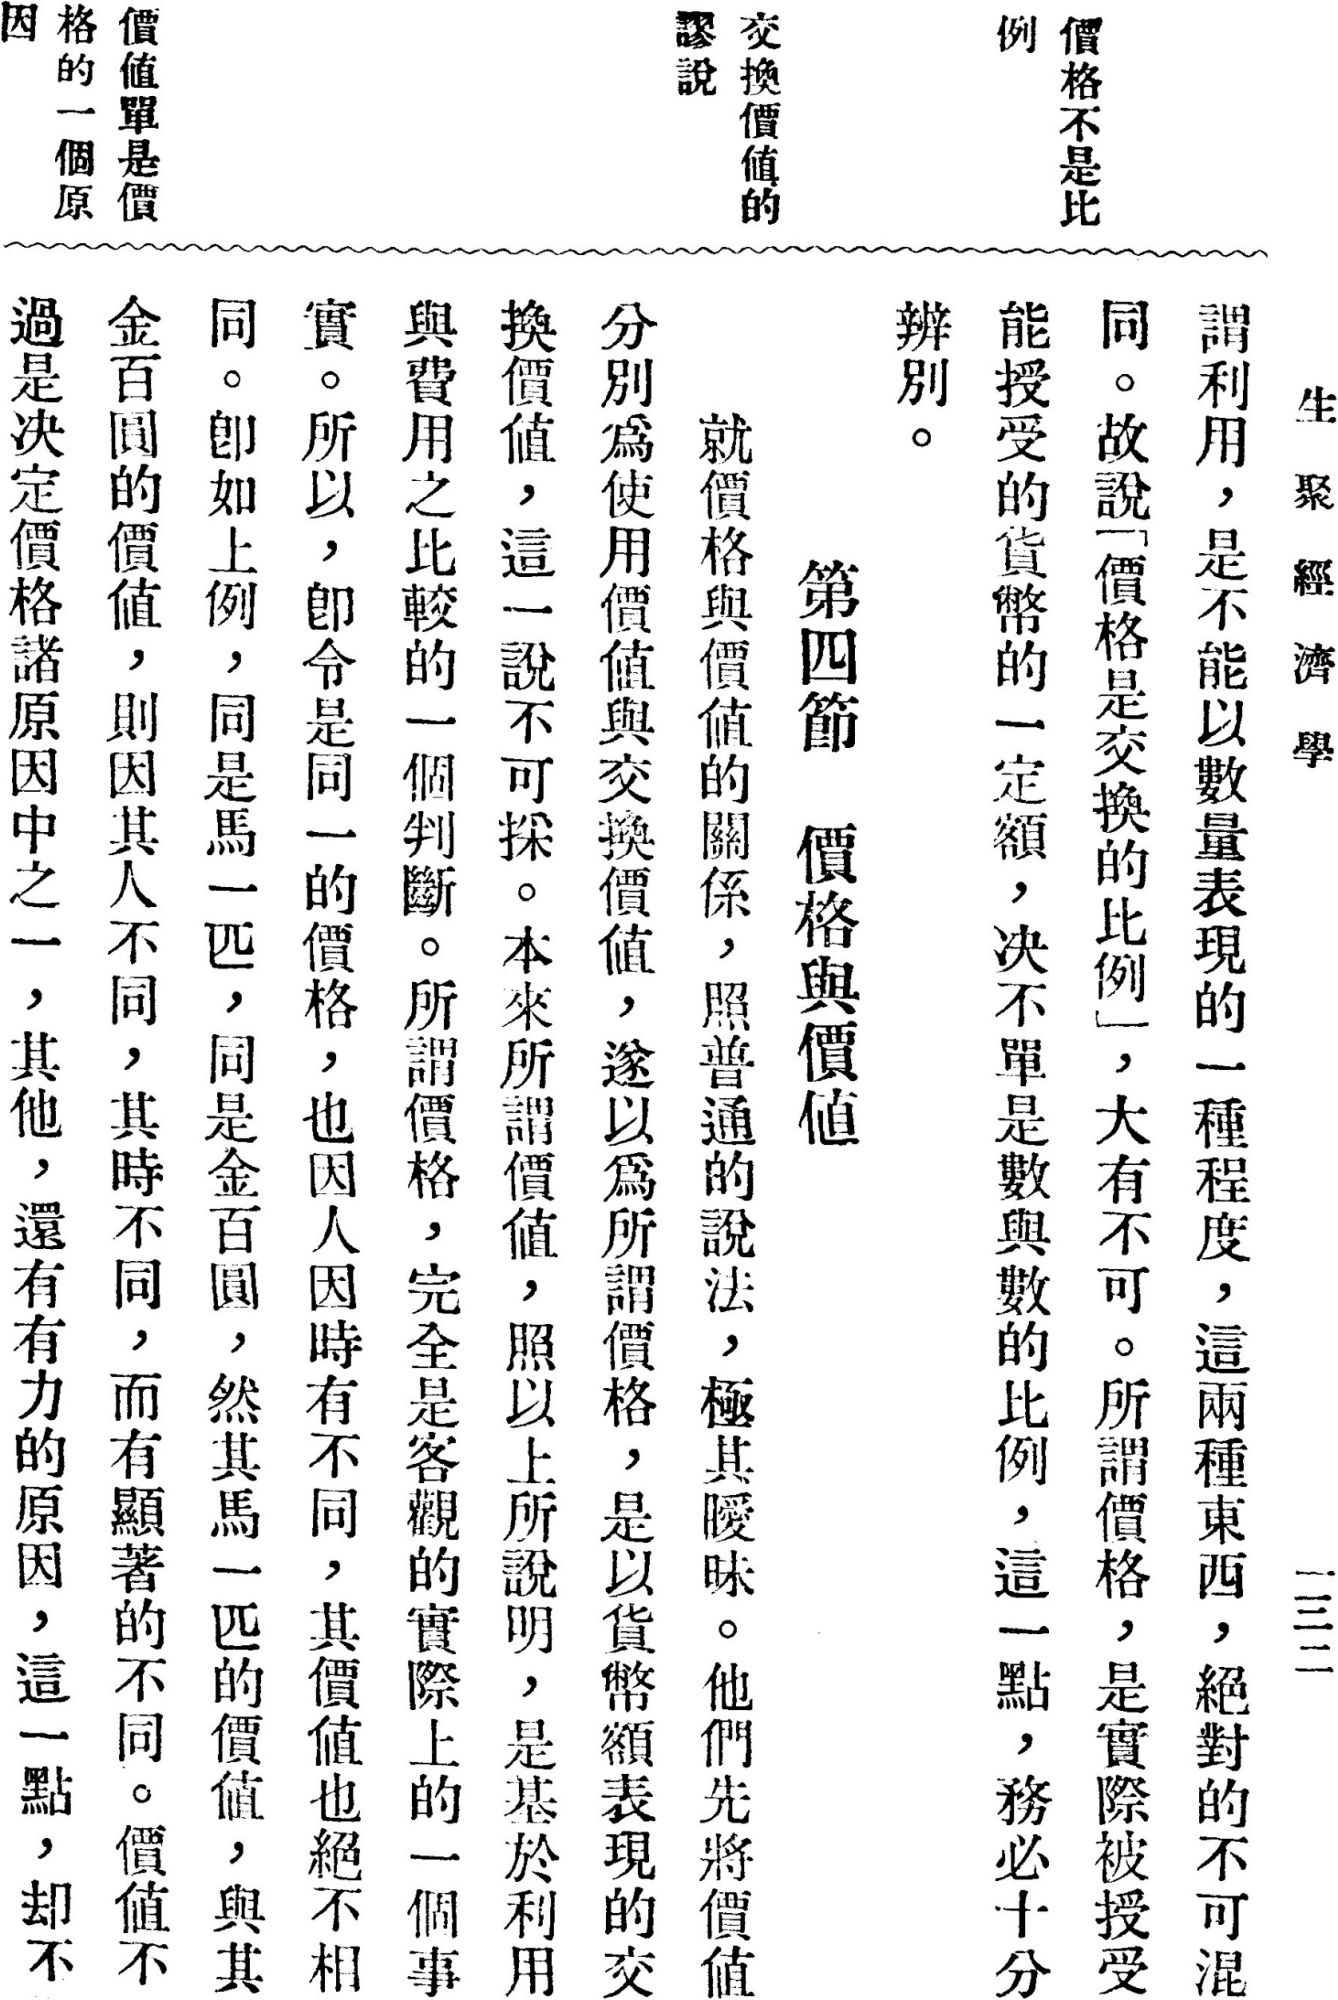 生聚經濟學
一三二
價格不是比
例
交換價値的
謬說
價値單是價
格的一個原
因
謂利用，是不能以數量表現的一種程度，這兩種東西，絕對的不可混
同。故說「價格是交換的比例」，大有不可。所謂價格，是實際被授受
能授受的貨幣的一定額，決不單是數與數的比例，這一點，務必十分
辨別。
第四節　價格與價値
就價格與價値的關係，照普通的說法，極其曖昧。他們先將價値
分別爲使用價値與交換價値，遂以爲所謂價格，是以貨幣額表現的交
換價値，這一說不可採。本來所謂價値，照以上所說明，是基於利用
與費用之比較的一個判斷。所謂價格，完全是客觀的實際上的一個事
實。所以，卽令是同一的價格，也因人因時有不同，其價値也絕不相
同。卽如上例，同是馬一匹，同是金百圓，然其馬一匹的價値，與其
金百圓的價値，則因其人不同，其時不同，而有顯著的不同。價値不
過是決定價格諸原因中之一，其他，還有有力的原因，這一點，却不